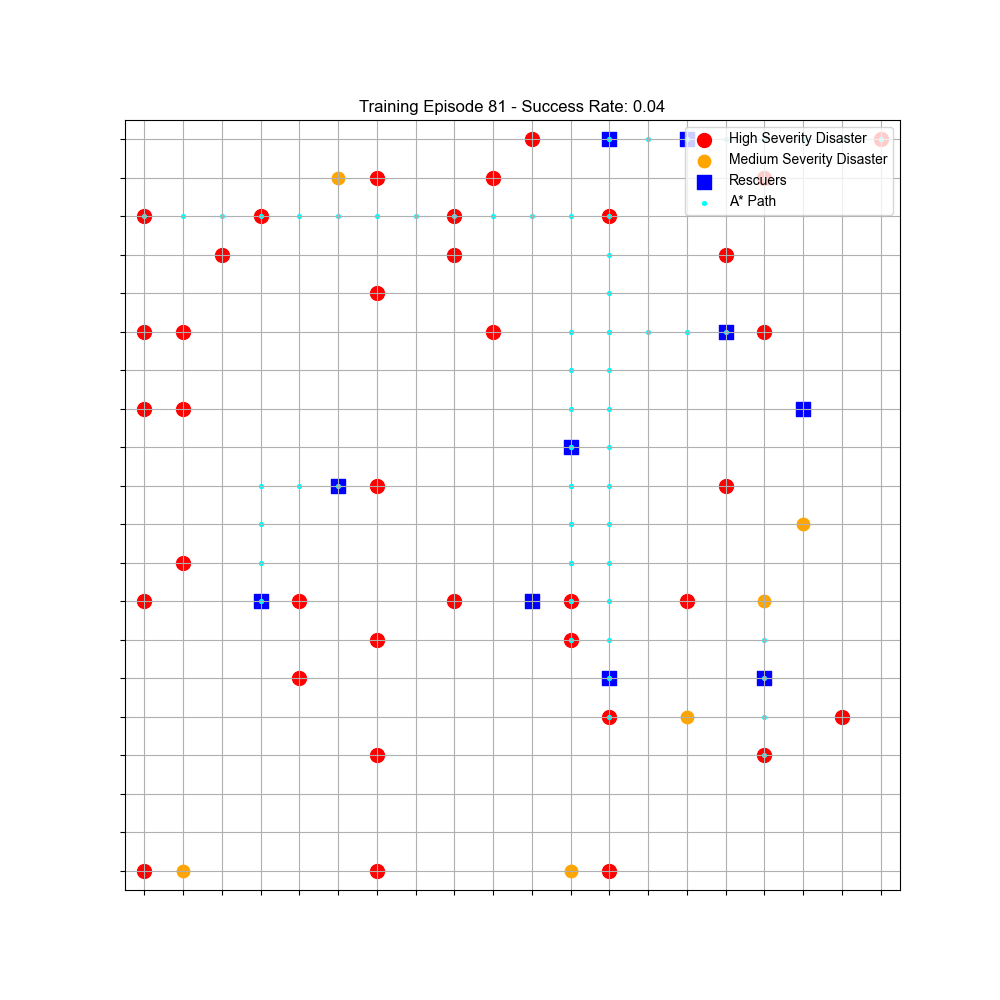 Training Episode 81 - Success Rate: 0.04
High Severity Disaster
Medium Severity Disaster
Rescuers
A* Path